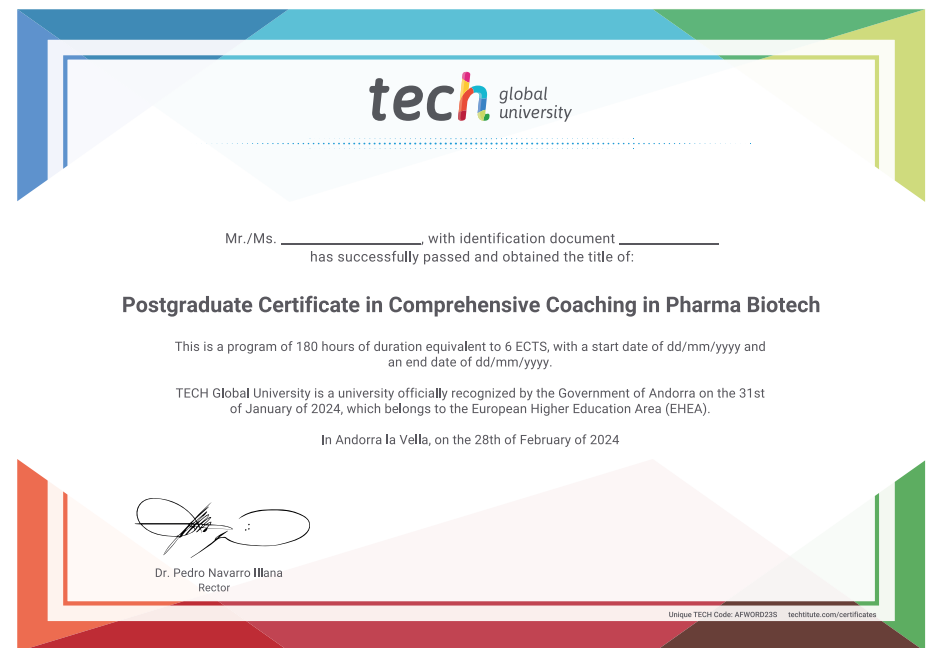 tech global
university
Mr./Ms. ________________, with identification document ____________
has successfully passed and obtained the title of:
Postgraduate Certificate in Comprehensive Coaching in Pharma Biotech
This is a program of 180 hours of duration equivalent to 6 ECTS, with a start date of dd/mm/yyyy and
an end date of dd/mm/yyyy.
TECH Global University is a university officially recognized by the Government of Andorra on the 31st
of January of 2024, which belongs to the European Higher Education Area (EHEA).
In Andorra la Vella, on the 28th of February of 2024
Dr. Pedro Navarro Illana
Rector
Unique TECH Code: AFWORD23S techtitute.com/certificates